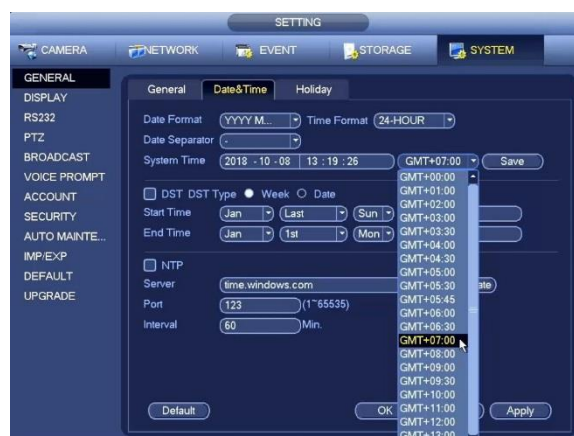 SETTING
CAMERA NETWORK EVENT STORAGE SYSTEM
GENERAL
DISPLAY
RS232
PTZ
BROADCAST
VOICE PROMPT
ACCOUNT
SECURITY
AUTO MAINTE...
IMP/EXP
DEFAULT
UPGRADE
General Date&Time Holiday
Date Format YYYY M... Time Format 24-HOUR
Date Separator -
System Time 2018 - 10 - 08 13 : 19 : 26 GMT+07:00 Save
DST DST Type Week Date
Start Time Jan Last Sun
End Time Jan 1st Mon
NTP
Server time.windows.com
Port 123 (1~65535)
Interval 60 Min.
GMT+00:00
GMT+01:00
GMT+02:00
GMT+03:00
GMT+03:30
GMT+04:00
GMT+04:30
GMT+05:00
GMT+05:30
GMT+05:45
GMT+06:00
GMT+06:30
GMT+07:00
GMT+08:00
GMT+09:00
GMT+09:30
GMT+10:00
GMT+11:00
GMT+12:00
GMT+13:00
Default OK Apply